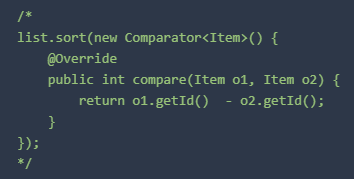 /*
list.sort(new Comparator<Item>() {
    @Override
    public int compare(Item o1, Item o2) {
        return o1.getId()  - o2.getId();
    }
});
*/